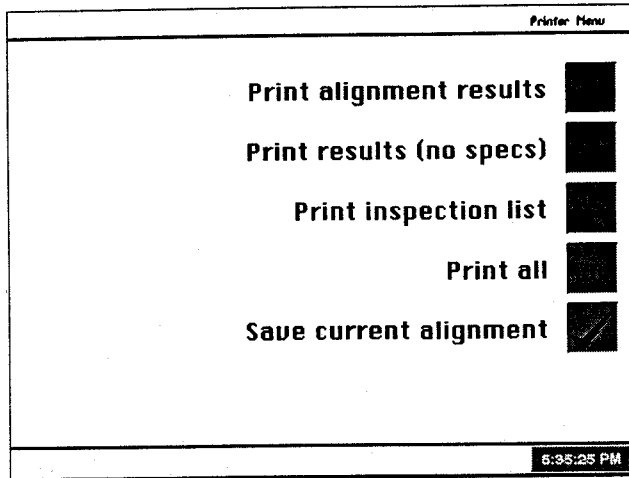 Printer Menu
Print alignment results
Print results (no specs)
Print inspection list
Print all
Save current alignment
5:35:25 PM